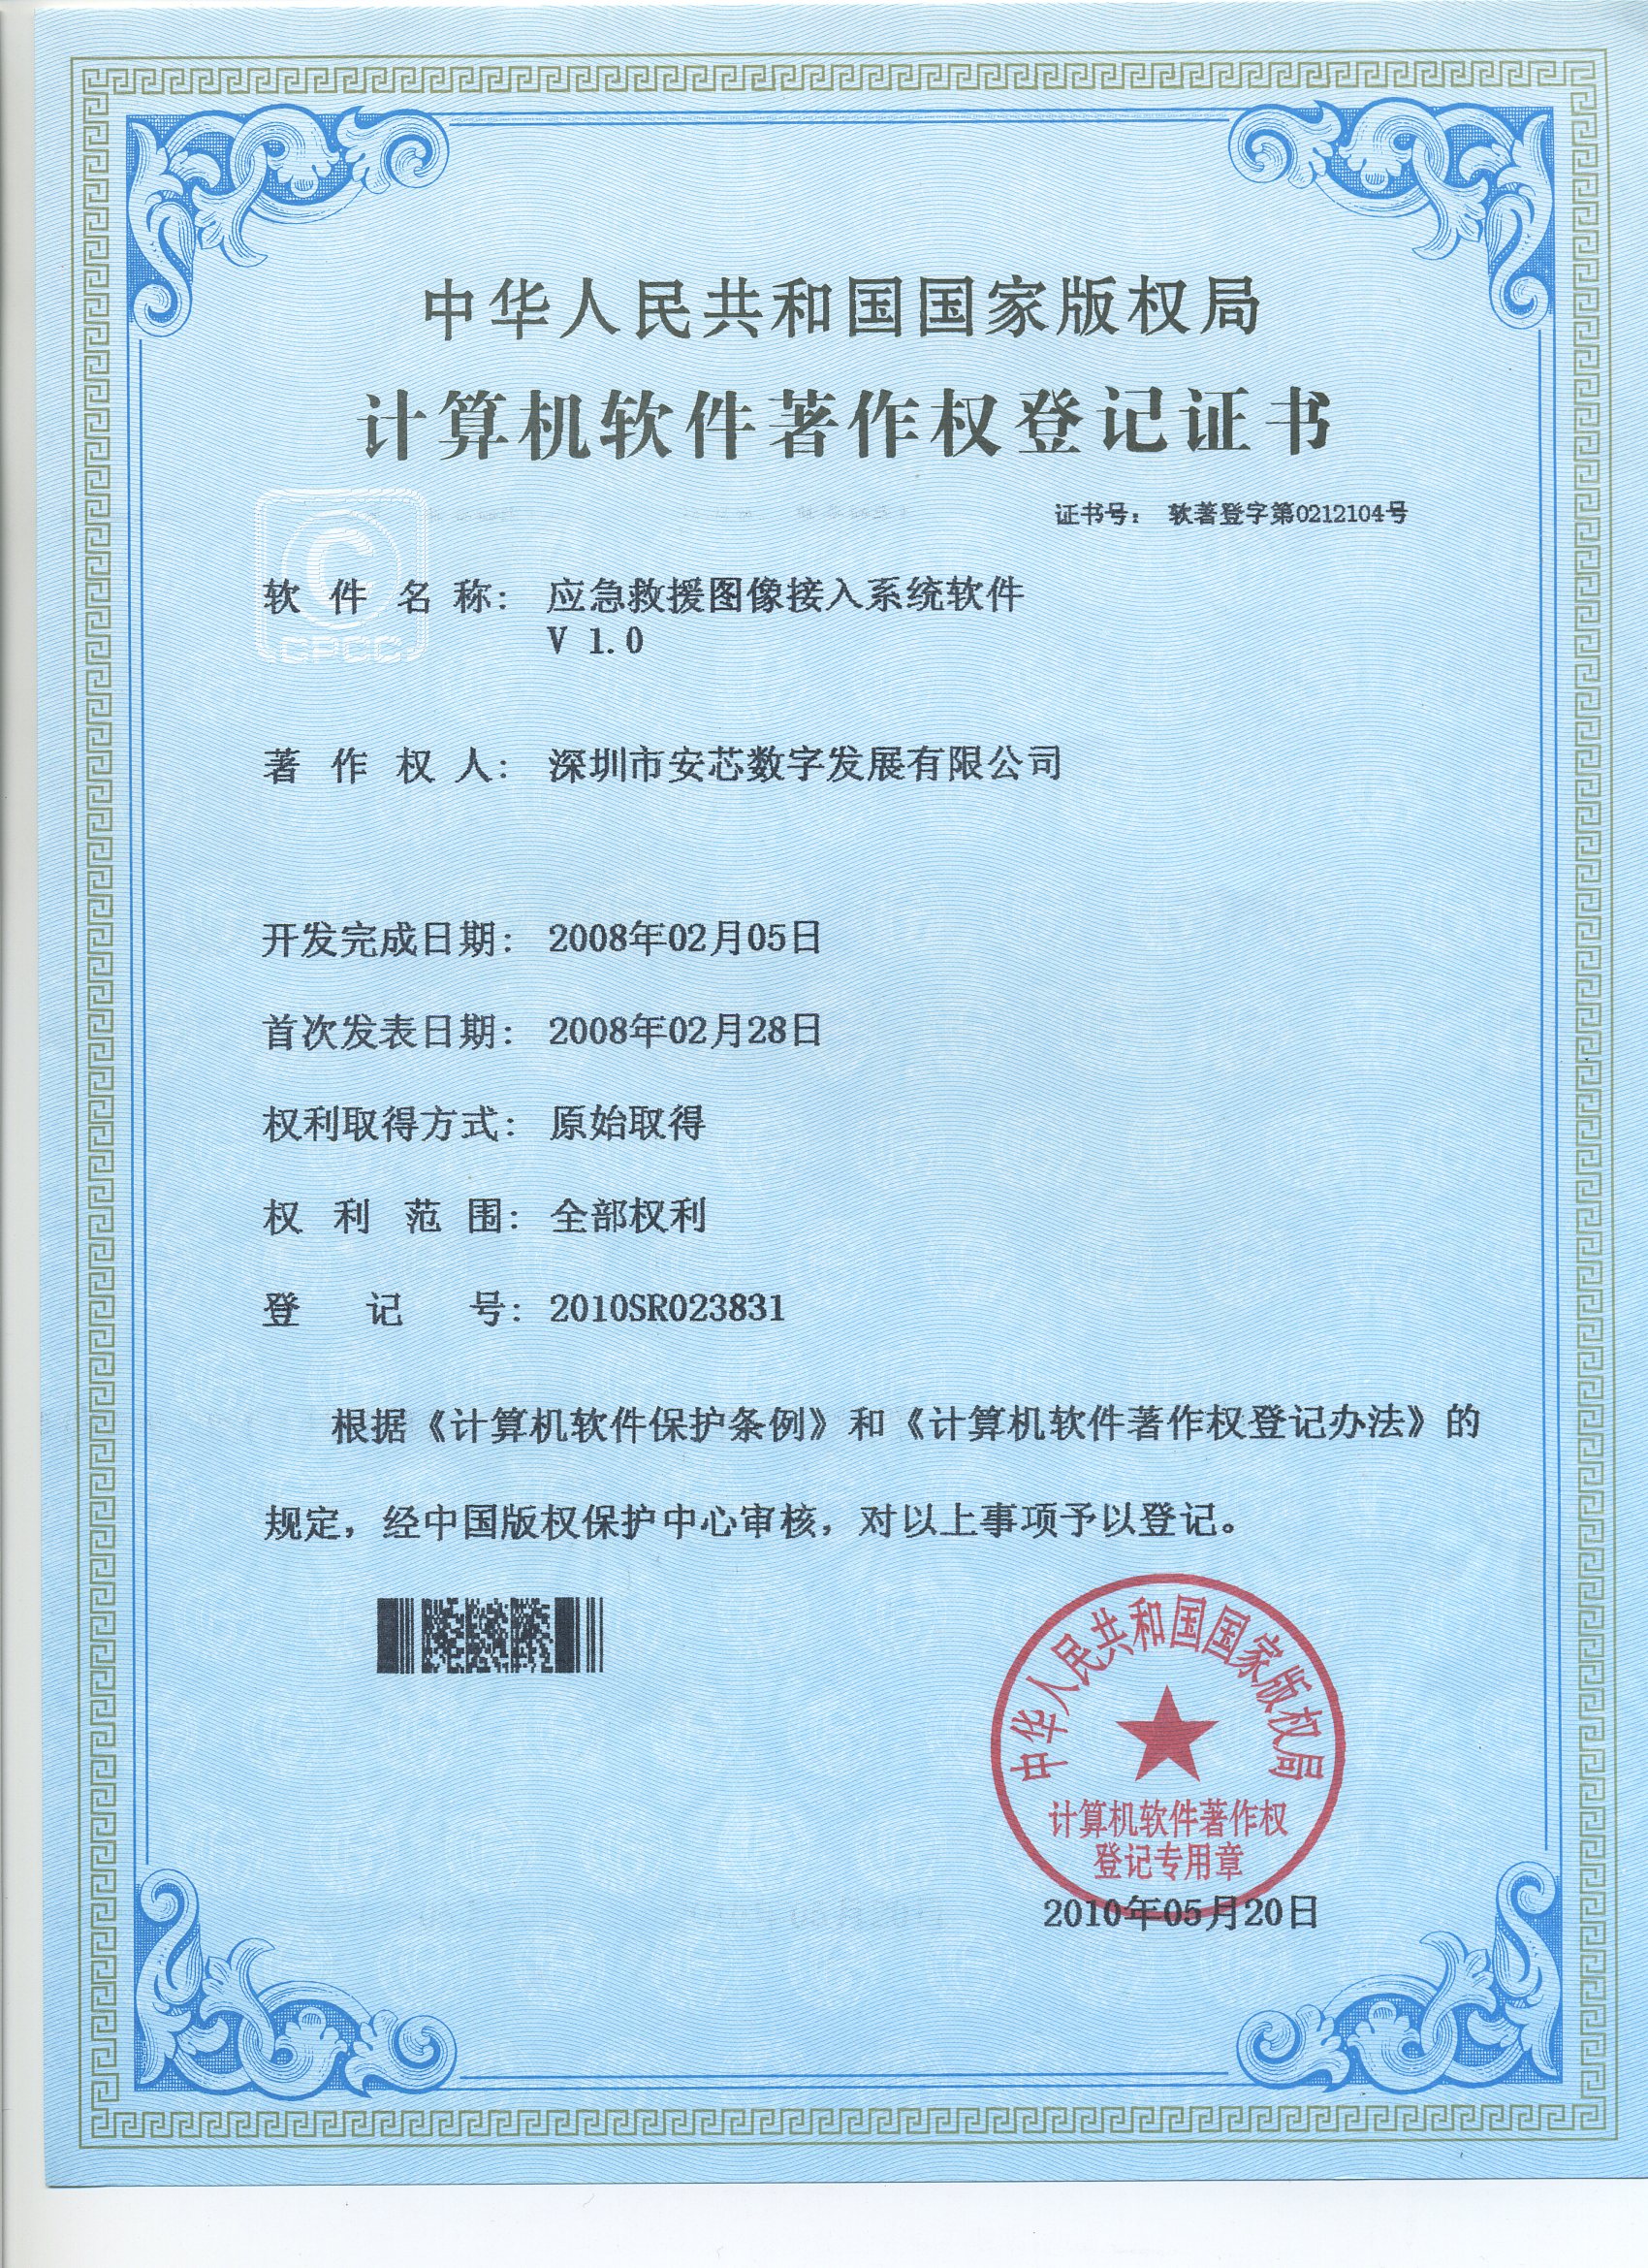 中华人民共和国国家版权局
计算机软件著作权登记证书
证书号： 软著登字第0212104号
CPCC
软件名称： 应急救援图像接入系统软件
V 1.0
著作权人： 深圳市安芯数字发展有限公司
开发完成日期： 2008年02月05日
首次发表日期： 2008年02月28日
权利取得方式： 原始取得
权利范围： 全部权利
登记号： 2010SR023831
根据《计算机软件保护条例》和《计算机软件著作权登记办法》的
规定，经中国版权保护中心审核，对以上事项予以登记。
中华人民共和国国家版权局
计算机软件著作权
登记专用章
2010年05月20日